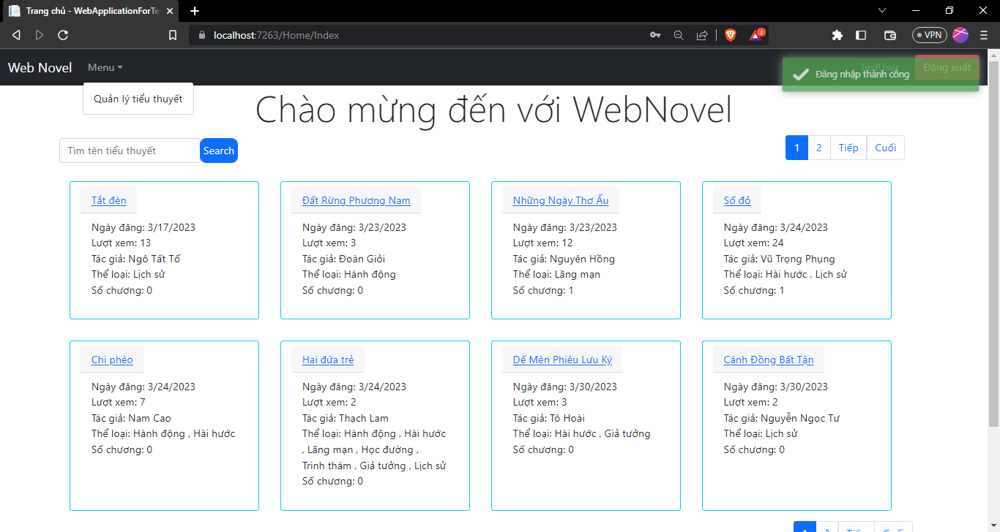 Trang chủ - WebApplicationForTe
localhost:7263/Home/Index
2
VPN
Web Novel
Menu
TestUser
Đăng xuất
Đăng nhập thành công
Quản lý tiểu thuyết
Chào mừng đến với WebNovel
Tìm tên tiểu thuyết
Search
1
2
Tiếp
Cuối
Tắt đèn
Ngày đăng: 3/17/2023
Lượt xem: 13
Tác giả: Ngô Tất Tố
Thể loại: Lịch sử
Số chương: 0
Đất Rừng Phương Nam
Ngày đăng: 3/23/2023
Lượt xem: 3
Tác giả: Đoàn Giỏi
Thể loại: Hành động
Số chương: 0
Những Ngày Thơ Ấu
Ngày đăng: 3/23/2023
Lượt xem: 12
Tác giả: Nguyên Hồng
Thể loại: Lãng mạn
Số chương: 1
Số đỏ
Ngày đăng: 3/24/2023
Lượt xem: 24
Tác giả: Vũ Trọng Phụng
Thể loại: Hài hước , Lịch sử
Số chương: 1
Chi phèo
Ngày đăng: 3/24/2023
Lượt xem: 7
Tác giả: Nam Cao
Thể loại: Hành động , Hài hước
Số chương: 0
Hai đứa trẻ
Ngày đăng: 3/24/2023
Lượt xem: 2
Tác giả: Thạch Lam
Thể loại: Hành động , Hài hước
, Lãng mạn , Học đường ,
Trinh thám , Giả tưởng , Lịch sử
Số chương: 0
Dế Mèn Phiêu Lưu Ký
Ngày đăng: 3/30/2023
Lượt xem: 3
Tác giả: Tô Hoài
Thể loại: Hài hước , Giả tưởng
Số chương: 0
Cánh Đồng Bất Tận
Ngày đăng: 3/30/2023
Lượt xem: 2
Tác giả: Nguyễn Ngọc Tư
Thể loại: Lịch sử
Số chương: 0